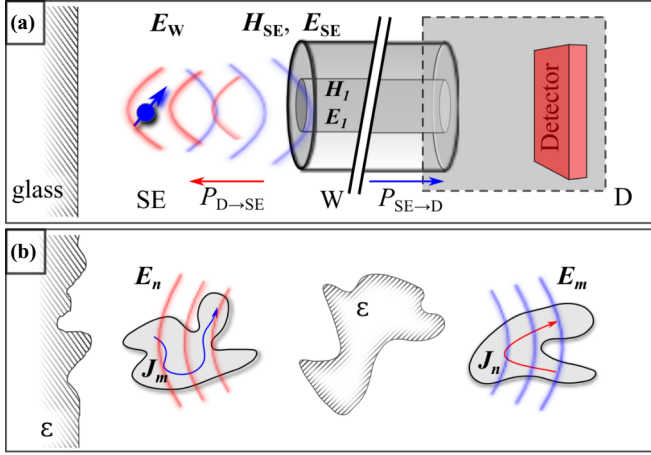 (a)
E_W
H_SE, E_SE
H_1
E_1
Detector
glass
SE
P_D→SE
W
P_SE→D
D
(b)
E_n
J_m
ε
ε
E_m
J_n